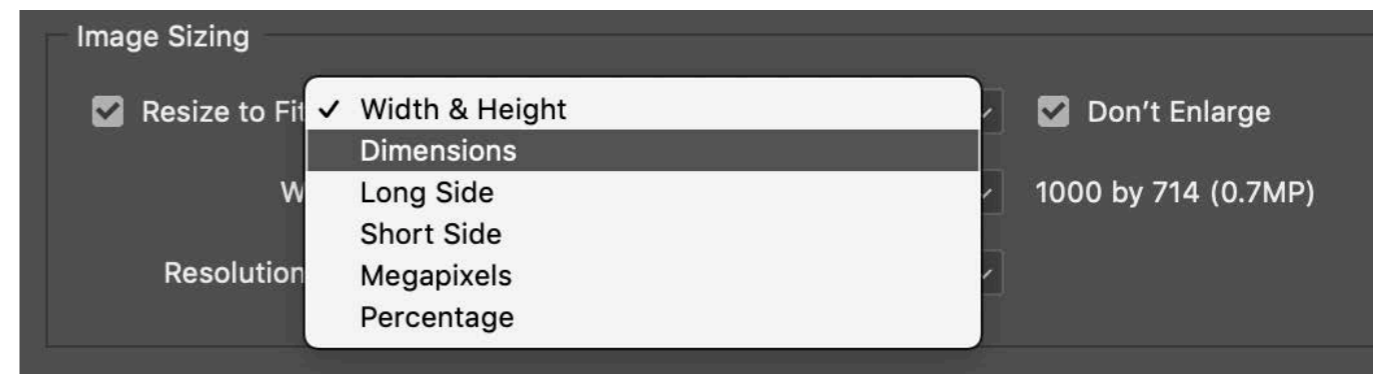 Image Sizing
Resize to Fit ✓ Width & Height Don't Enlarge
Dimensions
W Long Side 1000 by 714 (0.7MP)
Short Side
Resolution Megapixels
Percentage